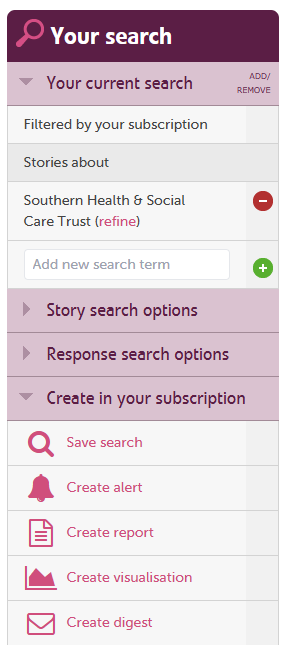 Your search
Your current search
ADD/
REMOVE
Filtered by your subscription
Stories about
Southern Health & Social
Care Trust (refine)
Add new search term
Story search options
Response search options
Create in your subscription
Save search
Create alert
Create report
Create visualisation
Create digest